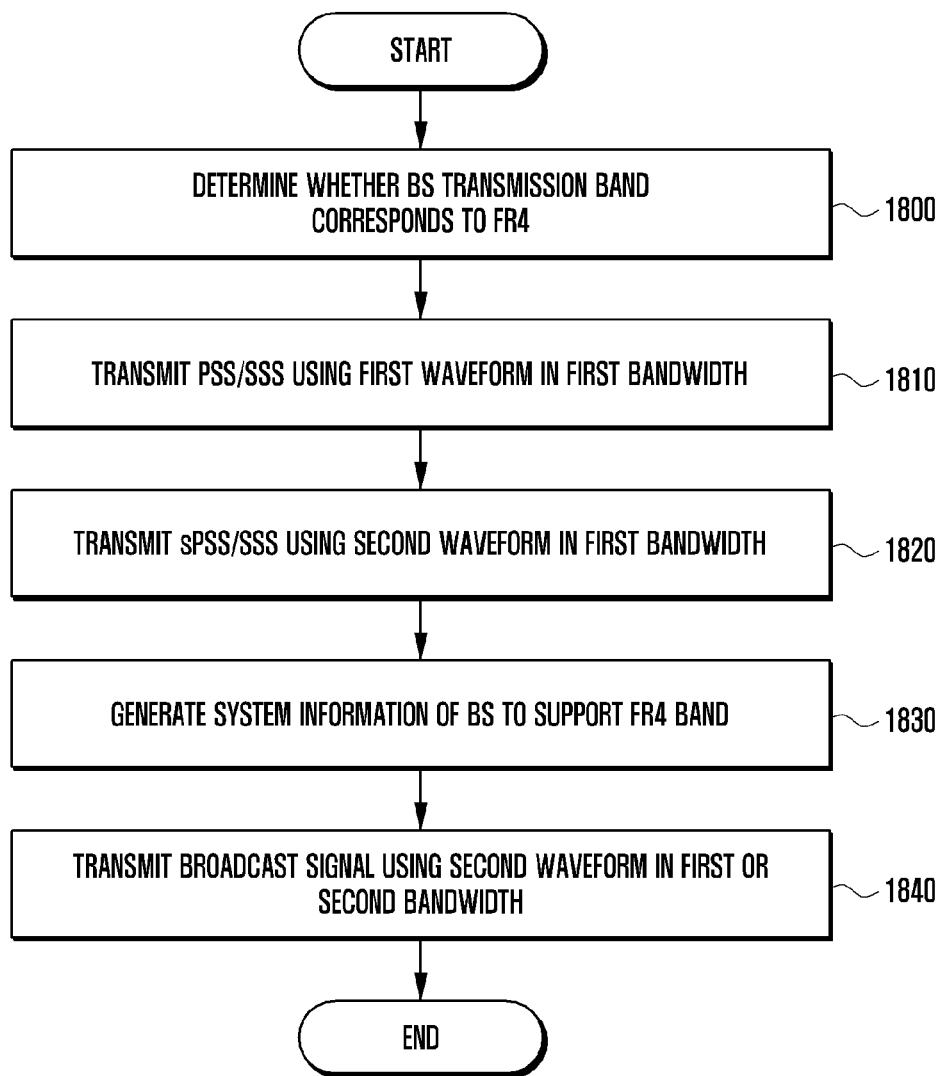 START
DETERMINE WHETHER BS TRANSMISSION BAND
CORRESPONDS TO FR4
1800
TRANSMIT PSS/SSS USING FIRST WAVEFORM IN FIRST BANDWIDTH
1810
TRANSMIT sPSS/SSS USING SECOND WAVEFORM IN FIRST BANDWIDTH
1820
GENERATE SYSTEM INFORMATION OF BS TO SUPPORT FR4 BAND
1830
TRANSMIT BROADCAST SIGNAL USING SECOND WAVEFORM IN FIRST OR
SECOND BANDWIDTH
1840
END